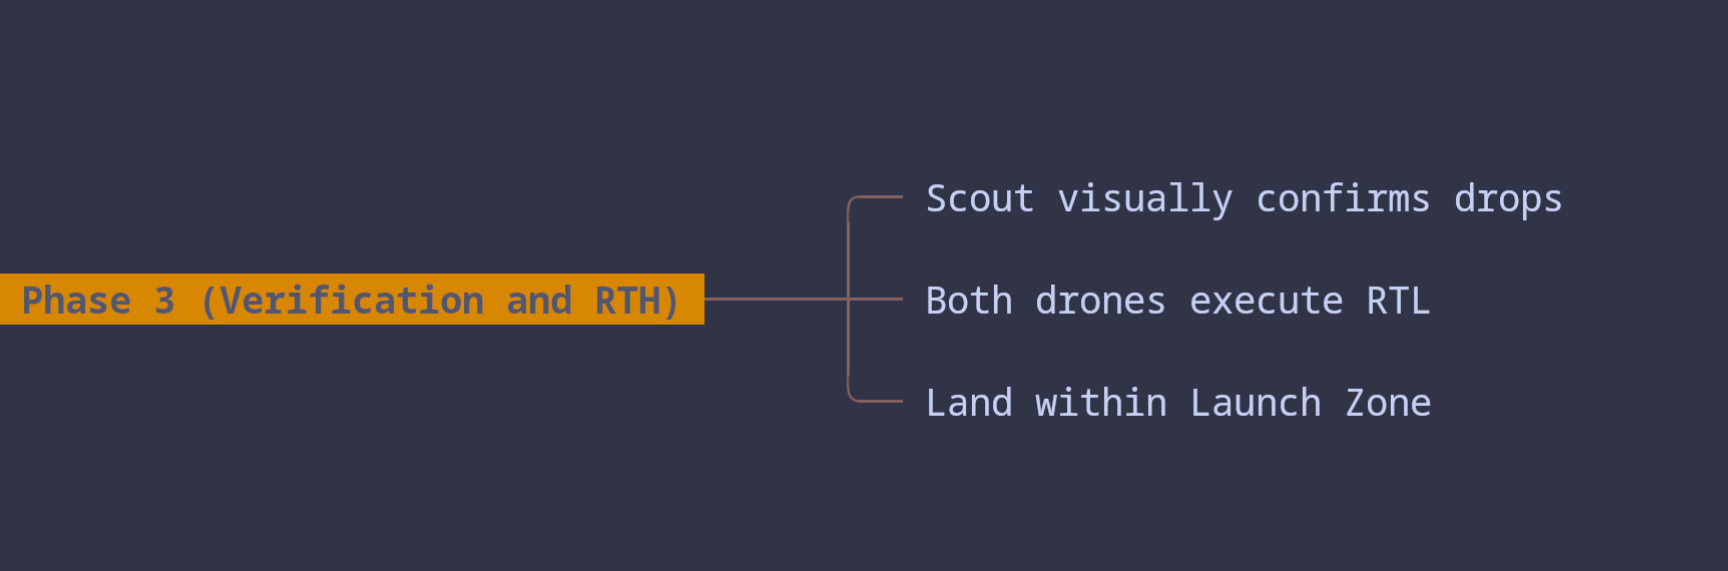 Scout visually confirms drops
Phase 3 (Verification and RTH)
Both drones execute RTL
Land within Launch Zone